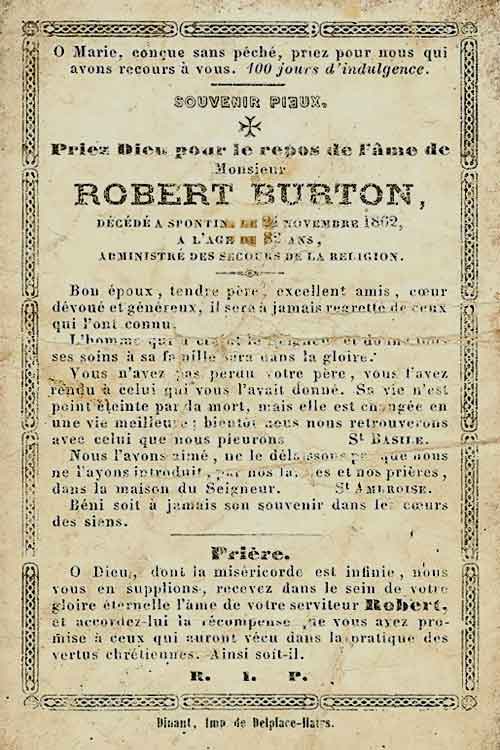 O Marie, conçue sans péché, priez pour nous qui
avons recours à vous. 100 jours d'indulgence.
SOUVENIR PIEUX.
Priez Dieu pour le repos de l'âme de
Monsieur
ROBERT BURTON,
DÉCÉDÉ A SPONTIN, LE NOVEMBRE 1862,
A L'AGE DE ANS,
ADMINISTRÉ DES SECOURS DE LA RELIGION.
Bon époux, tendre père, excellent amis, cœur
dévoué et généreux, il sera à jamais regretté de ceux
qui l'ont connu.
L'homme qui a Seigneur et
ses soins à sa famille sera dans la gloire.
Vous n'avez pas perdu votre père, vous l'avez
rendu à celui qui vous l'avait donné. Sa vie n'est
point éteinte par la mort, mais elle est changée en
une vie meilleure; bientôt nous nous retrouverons
avec celui que nous pleurons St BASILE.
Nous l'avons aimé, ne le délaissons pas que nous
ne l'ayons introduit, par nos larmes et nos prières,
dans la maison du Seigneur. St AMBROISE.
Béni soit à jamais son souvenir dans les cœurs
des siens.
Prière.
O Dieu, dont la miséricorde est infinie, nous
vous en supplions, recevez dans le sein de votre
gloire éternelle l'âme de votre serviteur Robert,
et accordez-lui la récompense que vous avez pro-
mise à ceux qui auront vécu dans la pratique des
vertus chrétiennes. Ainsi soit-il.
R. I. P.
Dinant, Imp de Delplace-Hairs.